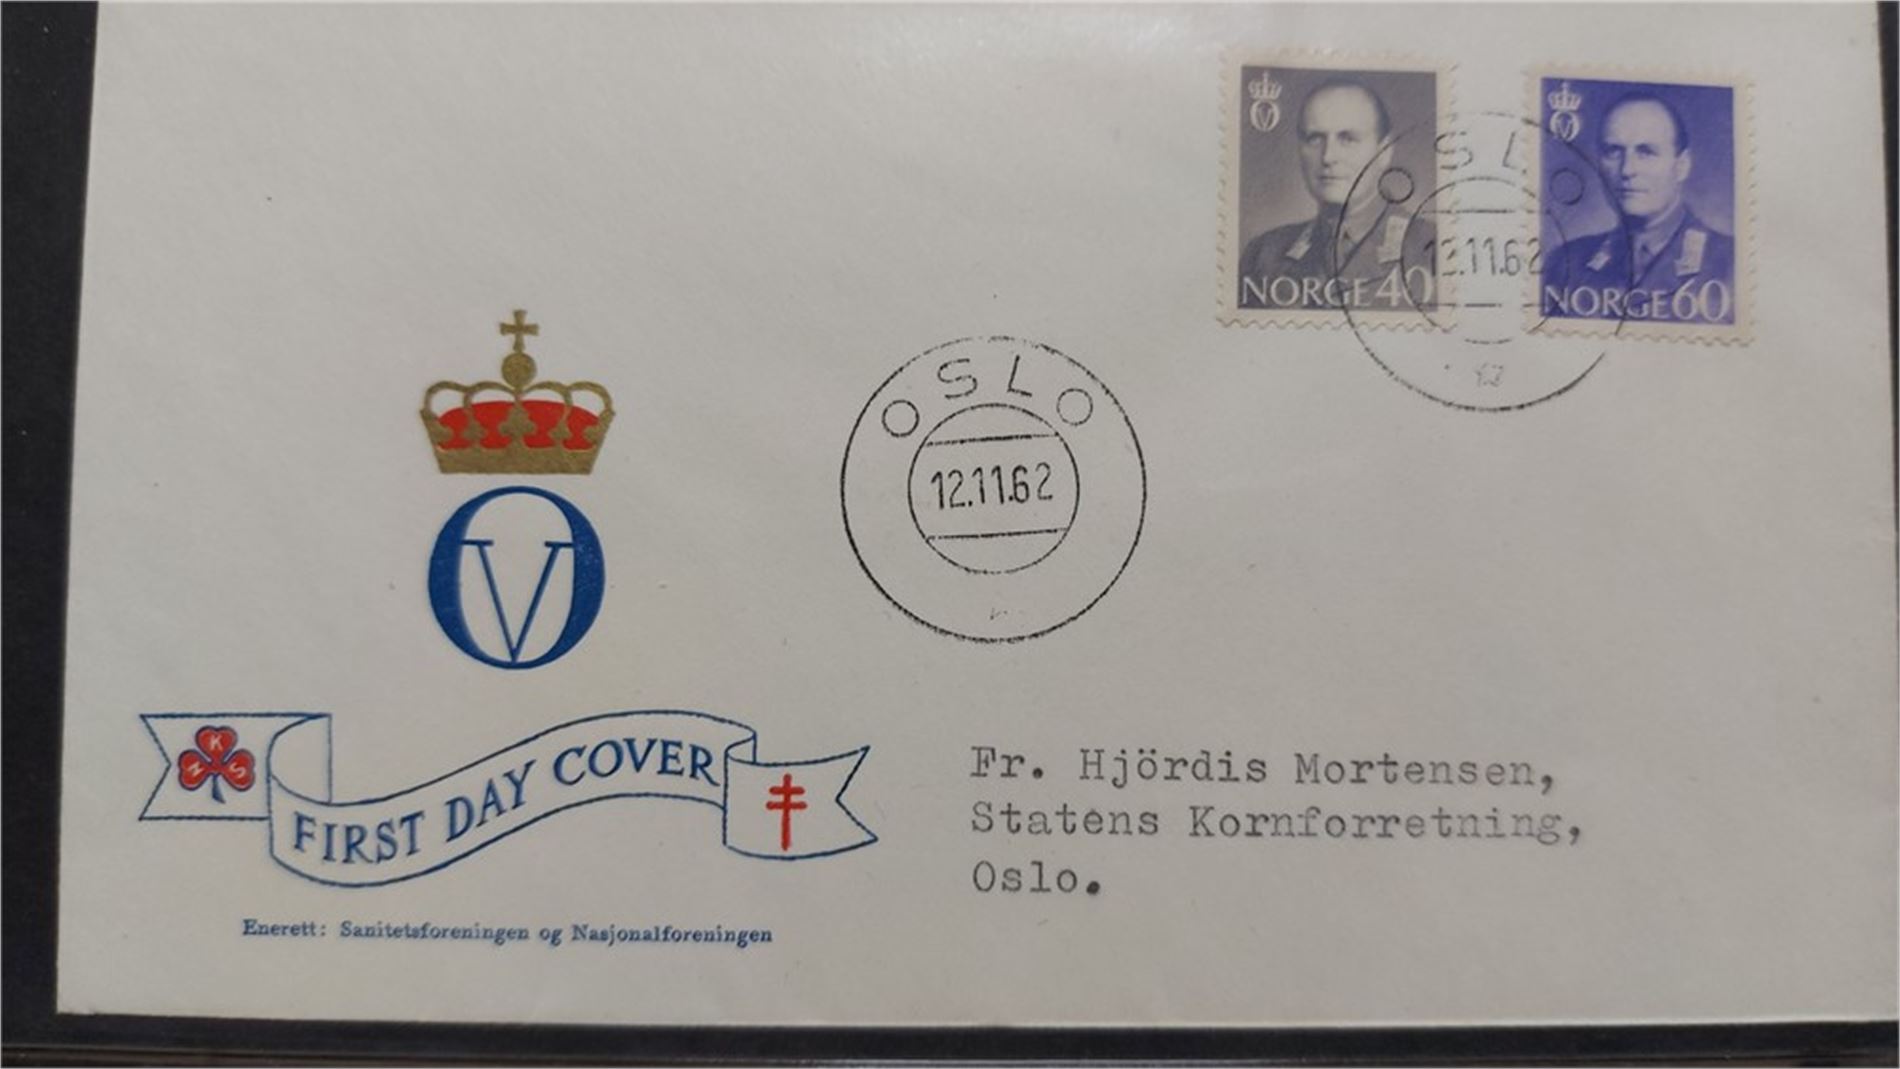 NORGE 40
NORGE 60
OSLO
12.11.62
OSLO
12.11.62
V
N K S
FIRST DAY COVER
Enerett: Sanitetsforeningen og Nasjonalforeningen
Fr. Hjördis Mortensen,
Statens Kornforretning,
Oslo.